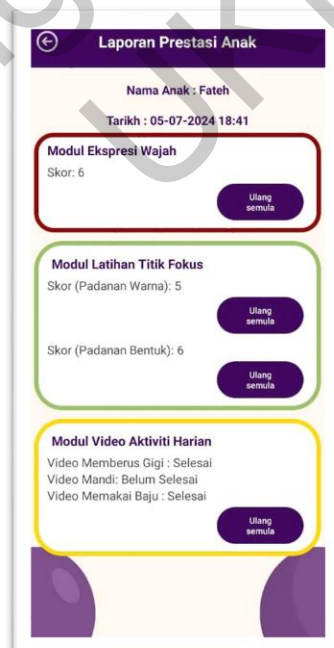 Laporan Prestasi Anak
Nama Anak : Fateh
Tarikh : 05-07-2024 18:41
Modul Ekspresi Wajah
Skor: 6
Ulang
semula
Modul Latihan Titik Fokus
Skor (Padanan Warna): 5
Ulang
semula
Skor (Padanan Bentuk): 6
Ulang
semula
Modul Video Aktiviti Harian
Video Memberus Gigi : Selesai
Video Mandi: Belum Selesai
Video Memakai Baju : Selesai
Ulang
semula